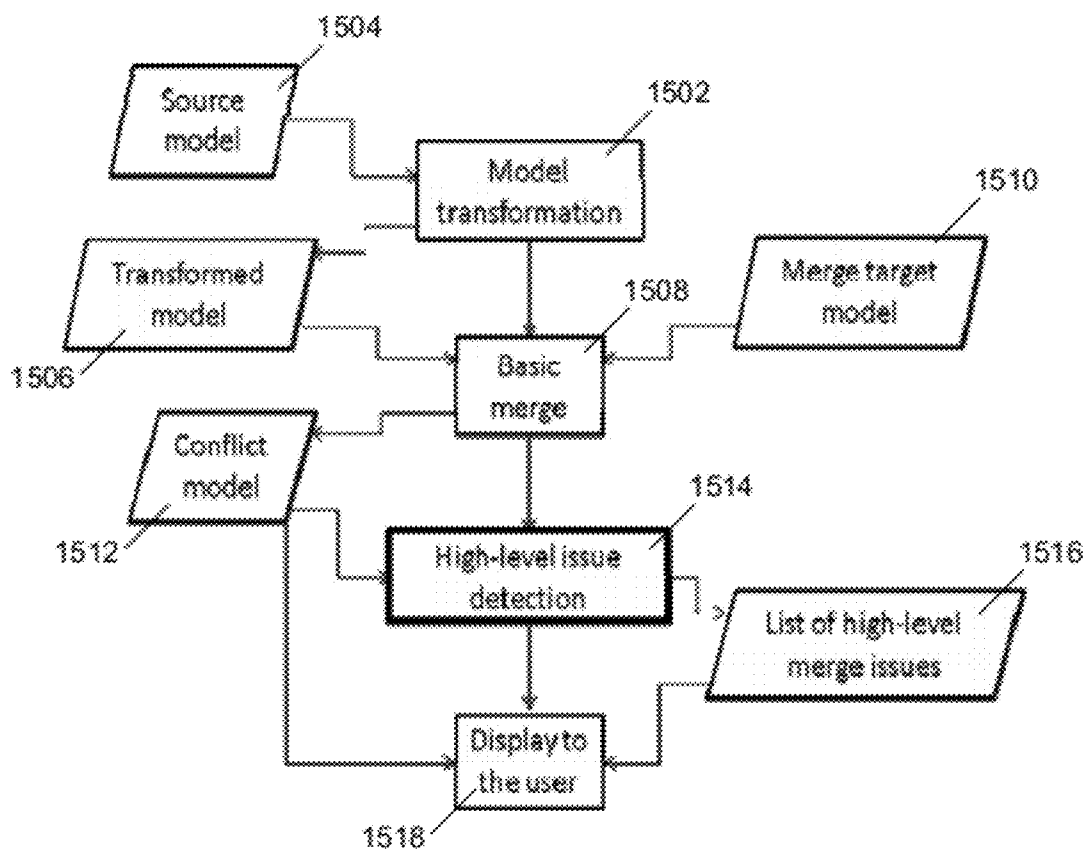 1504
Source
model
1502
Model
transformation
1510
Merge target
model
Transformed
model
1506
1508
Basic
merge
Conflict
model
1512
1514
High-level issue
detection
1516
List of high-level
merge issues
Display to
the user
1518